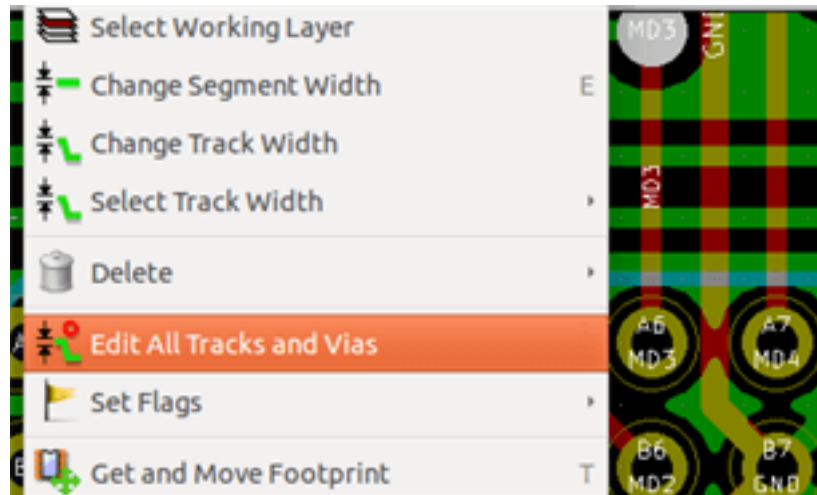 Select Working Layer
Change Segment Width E
Change Track Width
Select Track Width
Delete
Edit All Tracks and Vias
Set Flags
Get and Move Footprint T
MD3
GND
MD3
A6
MD3
A7
MD4
B6
MD2
B7
GND